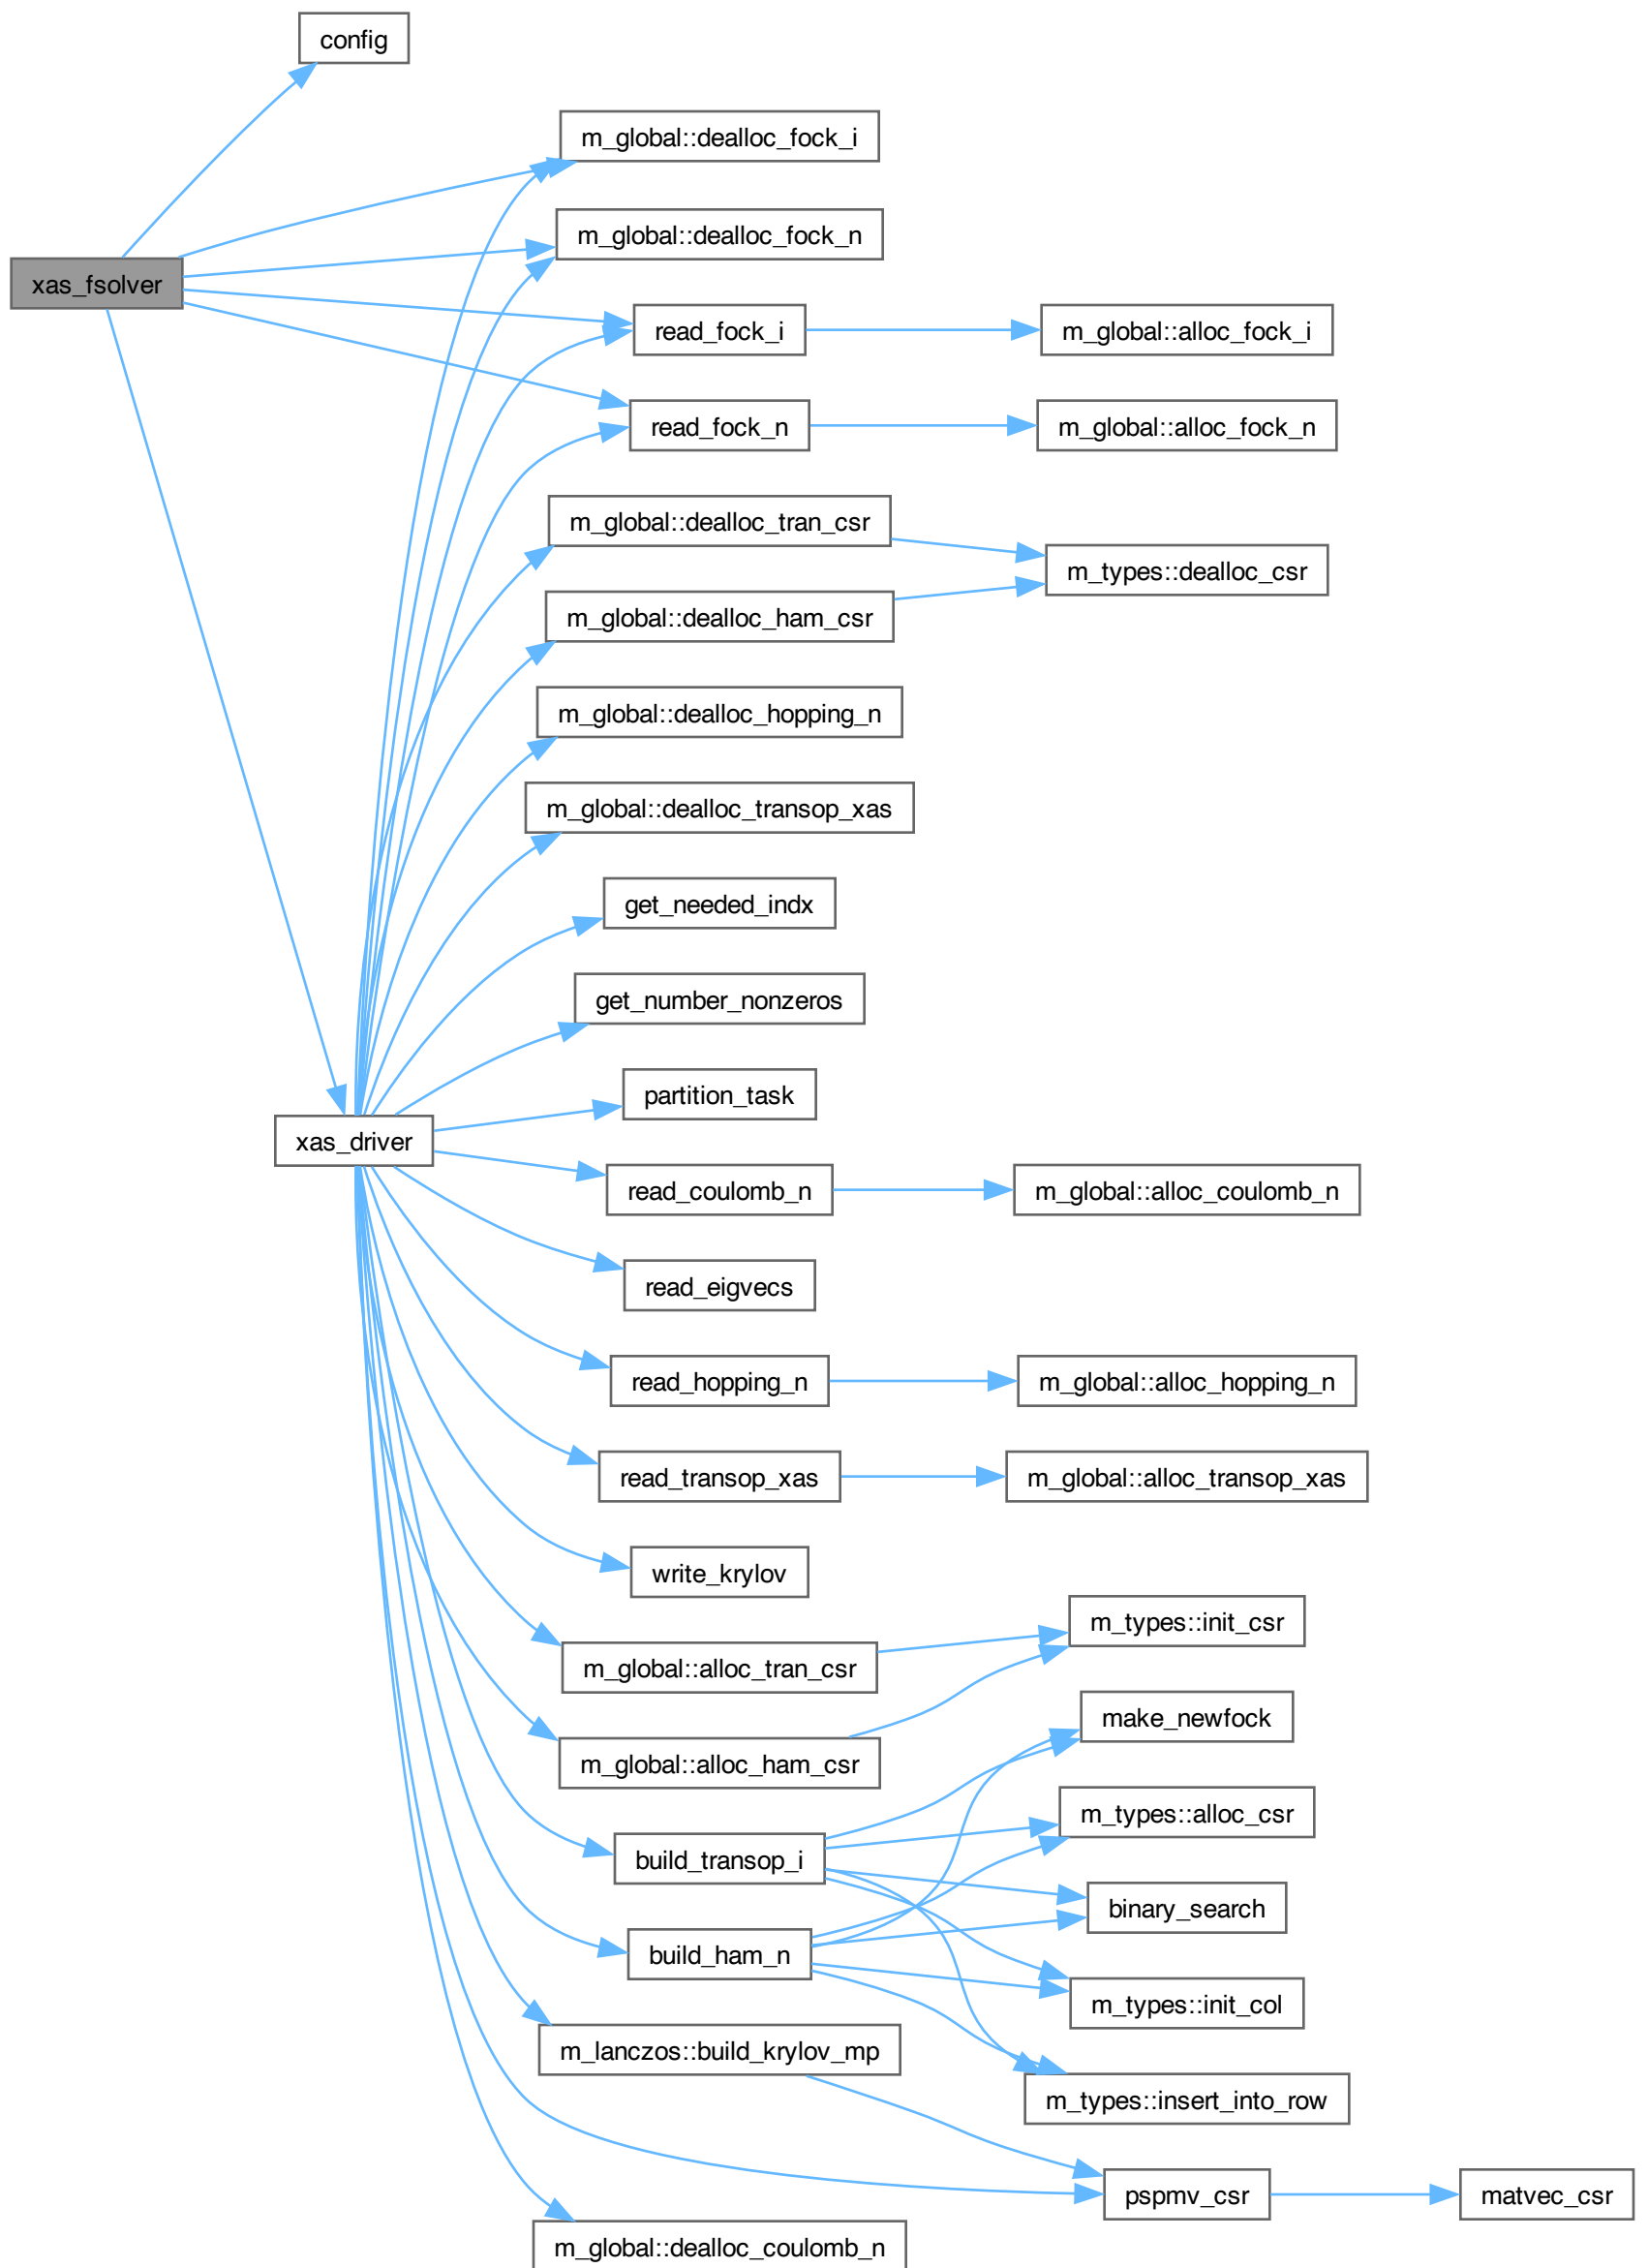 config
m_global::dealloc_fock_i
m_global::dealloc_fock_n
xas_fsolver
read_fock_i
m_global::alloc_fock_i
read_fock_n
m_global::alloc_fock_n
m_global::dealloc_tran_csr
m_types::dealloc_csr
m_global::dealloc_ham_csr
m_global::dealloc_hopping_n
m_global::dealloc_transop_xas
get_needed_indx
get_number_nonzeros
partition_task
xas_driver
read_coulomb_n
m_global::alloc_coulomb_n
read_eigvecs
read_hopping_n
m_global::alloc_hopping_n
read_transop_xas
m_global::alloc_transop_xas
write_krylov
m_types::init_csr
m_global::alloc_tran_csr
make_newfock
m_global::alloc_ham_csr
m_types::alloc_csr
build_transop_i
binary_search
build_ham_n
m_types::init_col
m_lanczos::build_krylov_mp
m_types::insert_into_row
pspmv_csr
matvec_csr
m_global::dealloc_coulomb_n